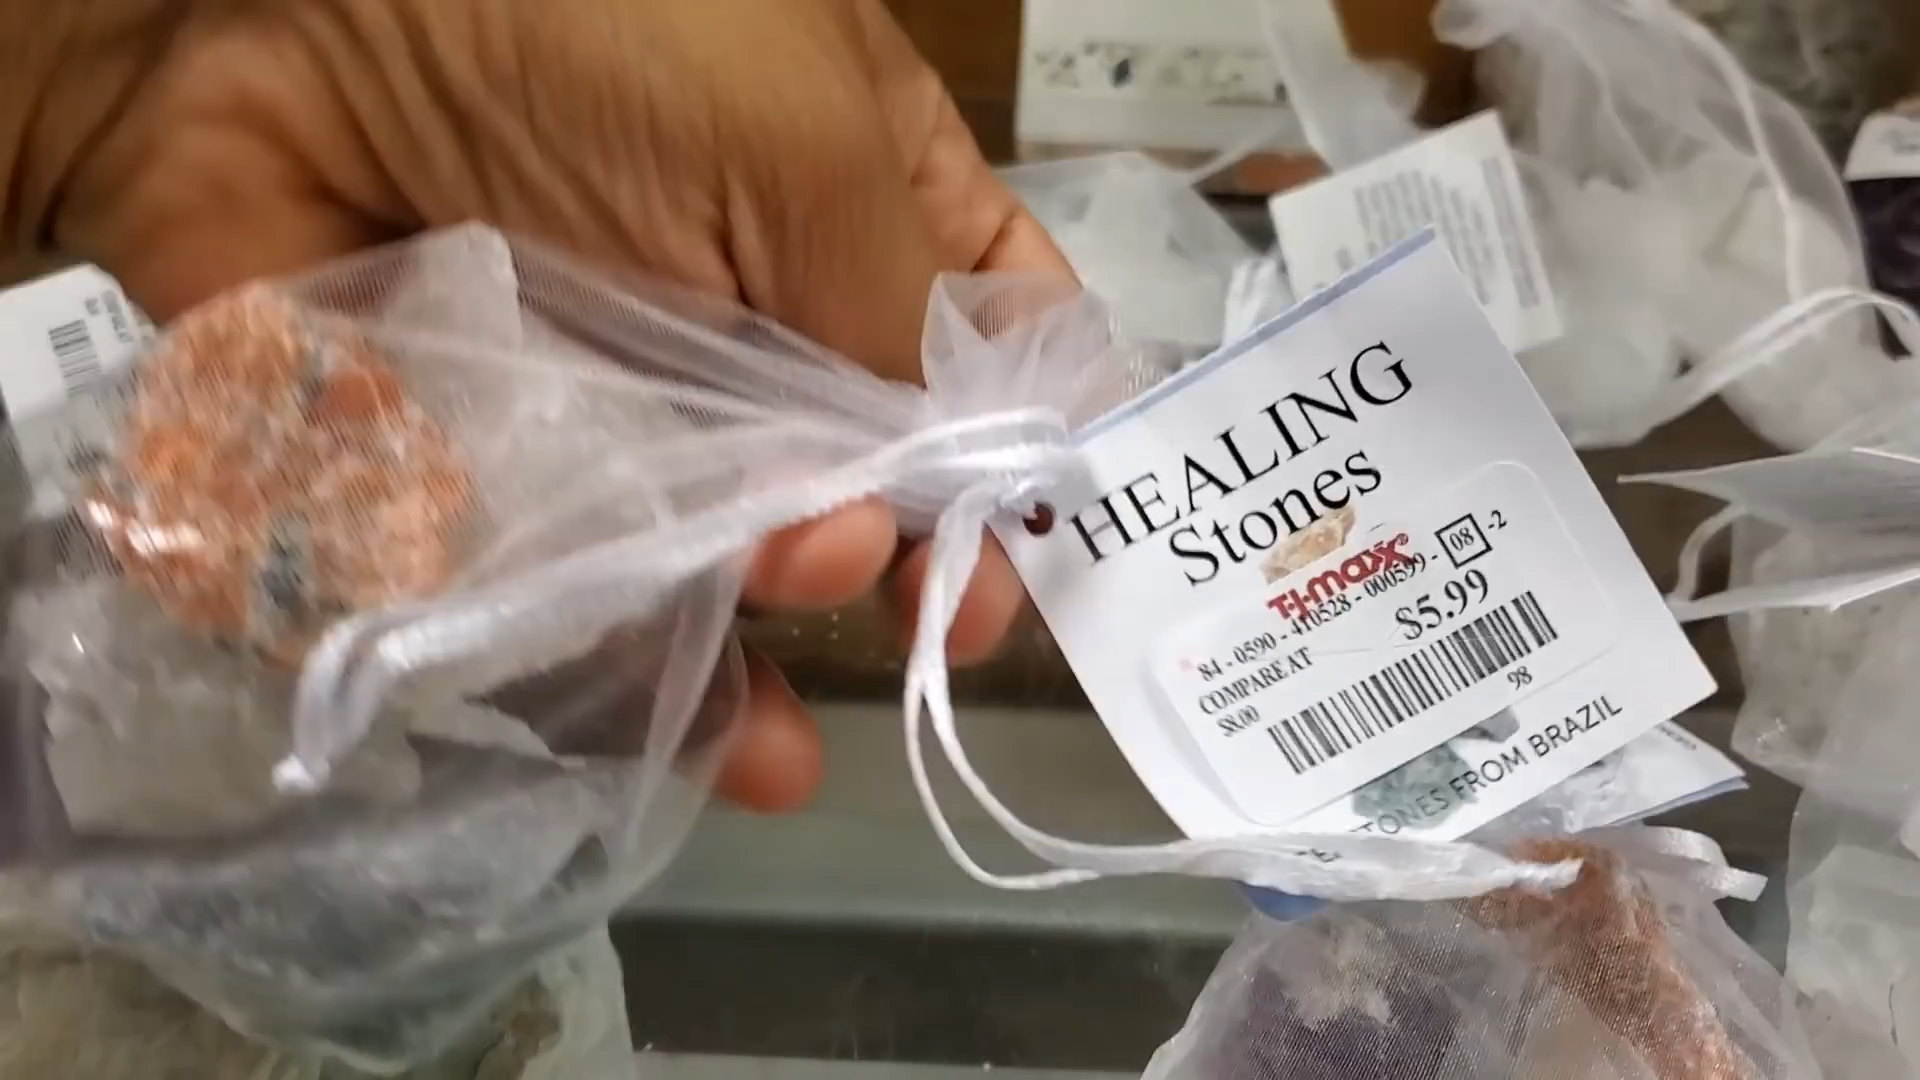 HEALING
Stones
T.J.maxx®
84 - 0590 - 410528 - 000599 - 08 -2
COMPARE AT
$8.00
$5.99
98
STONES FROM BRAZIL